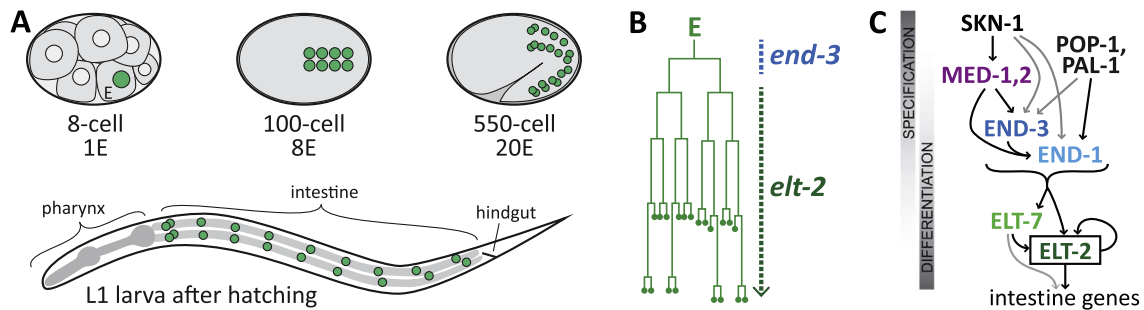 A
E
8-cell
1E
100-cell
8E
550-cell
20E
pharynx
intestine
hindgut
L1 larva after hatching
B
E
end-3
elt-2
C
SPECIFICATION
DIFFERENTIATION
SKN-1
POP-1,
PAL-1
MED-1,2
END-3
END-1
ELT-7
ELT-2
intestine genes